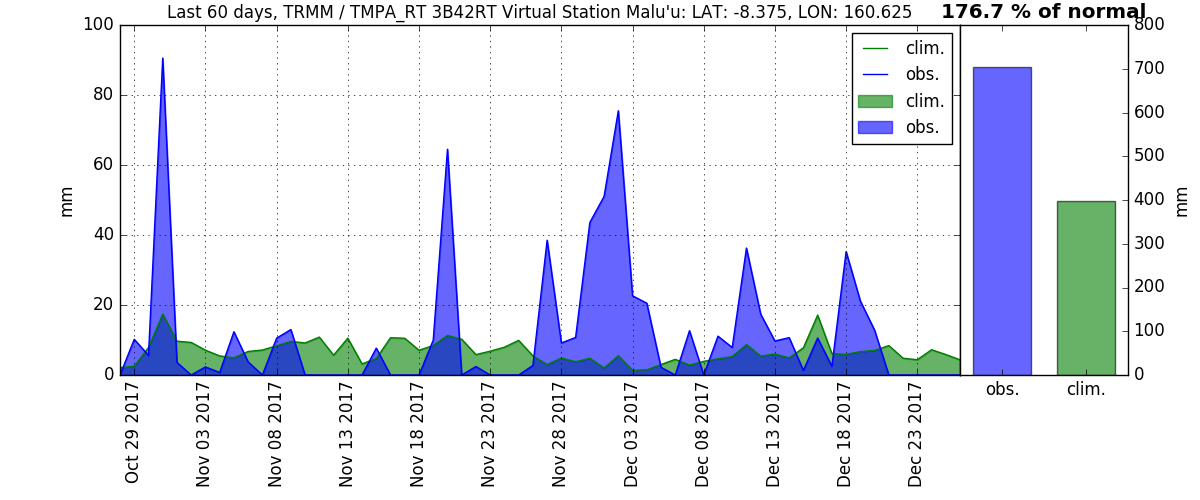 Last 60 days, TRMM / TMPA_RT 3B42RT Virtual Station Malu'u: LAT: -8.375, LON: 160.625
176.7 % of normal
100
80
60
40
20
0
mm
clim.
obs.
clim.
obs.
Oct 29 2017
Nov 03 2017
Nov 08 2017
Nov 13 2017
Nov 18 2017
Nov 23 2017
Nov 28 2017
Dec 03 2017
Dec 08 2017
Dec 13 2017
Dec 18 2017
Dec 23 2017
800
700
600
500
400
300
200
100
0
mm
obs.
clim.